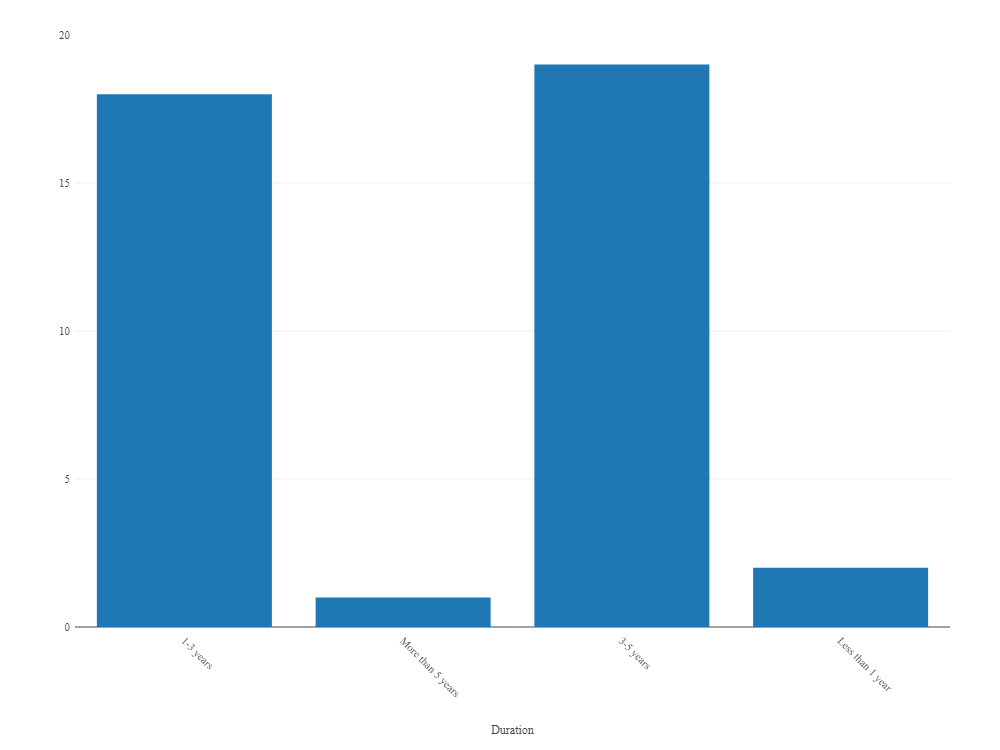 20
15
10
5
0
1-3 years
More than 5 years
3-5 years
Less than 1 year
Duration